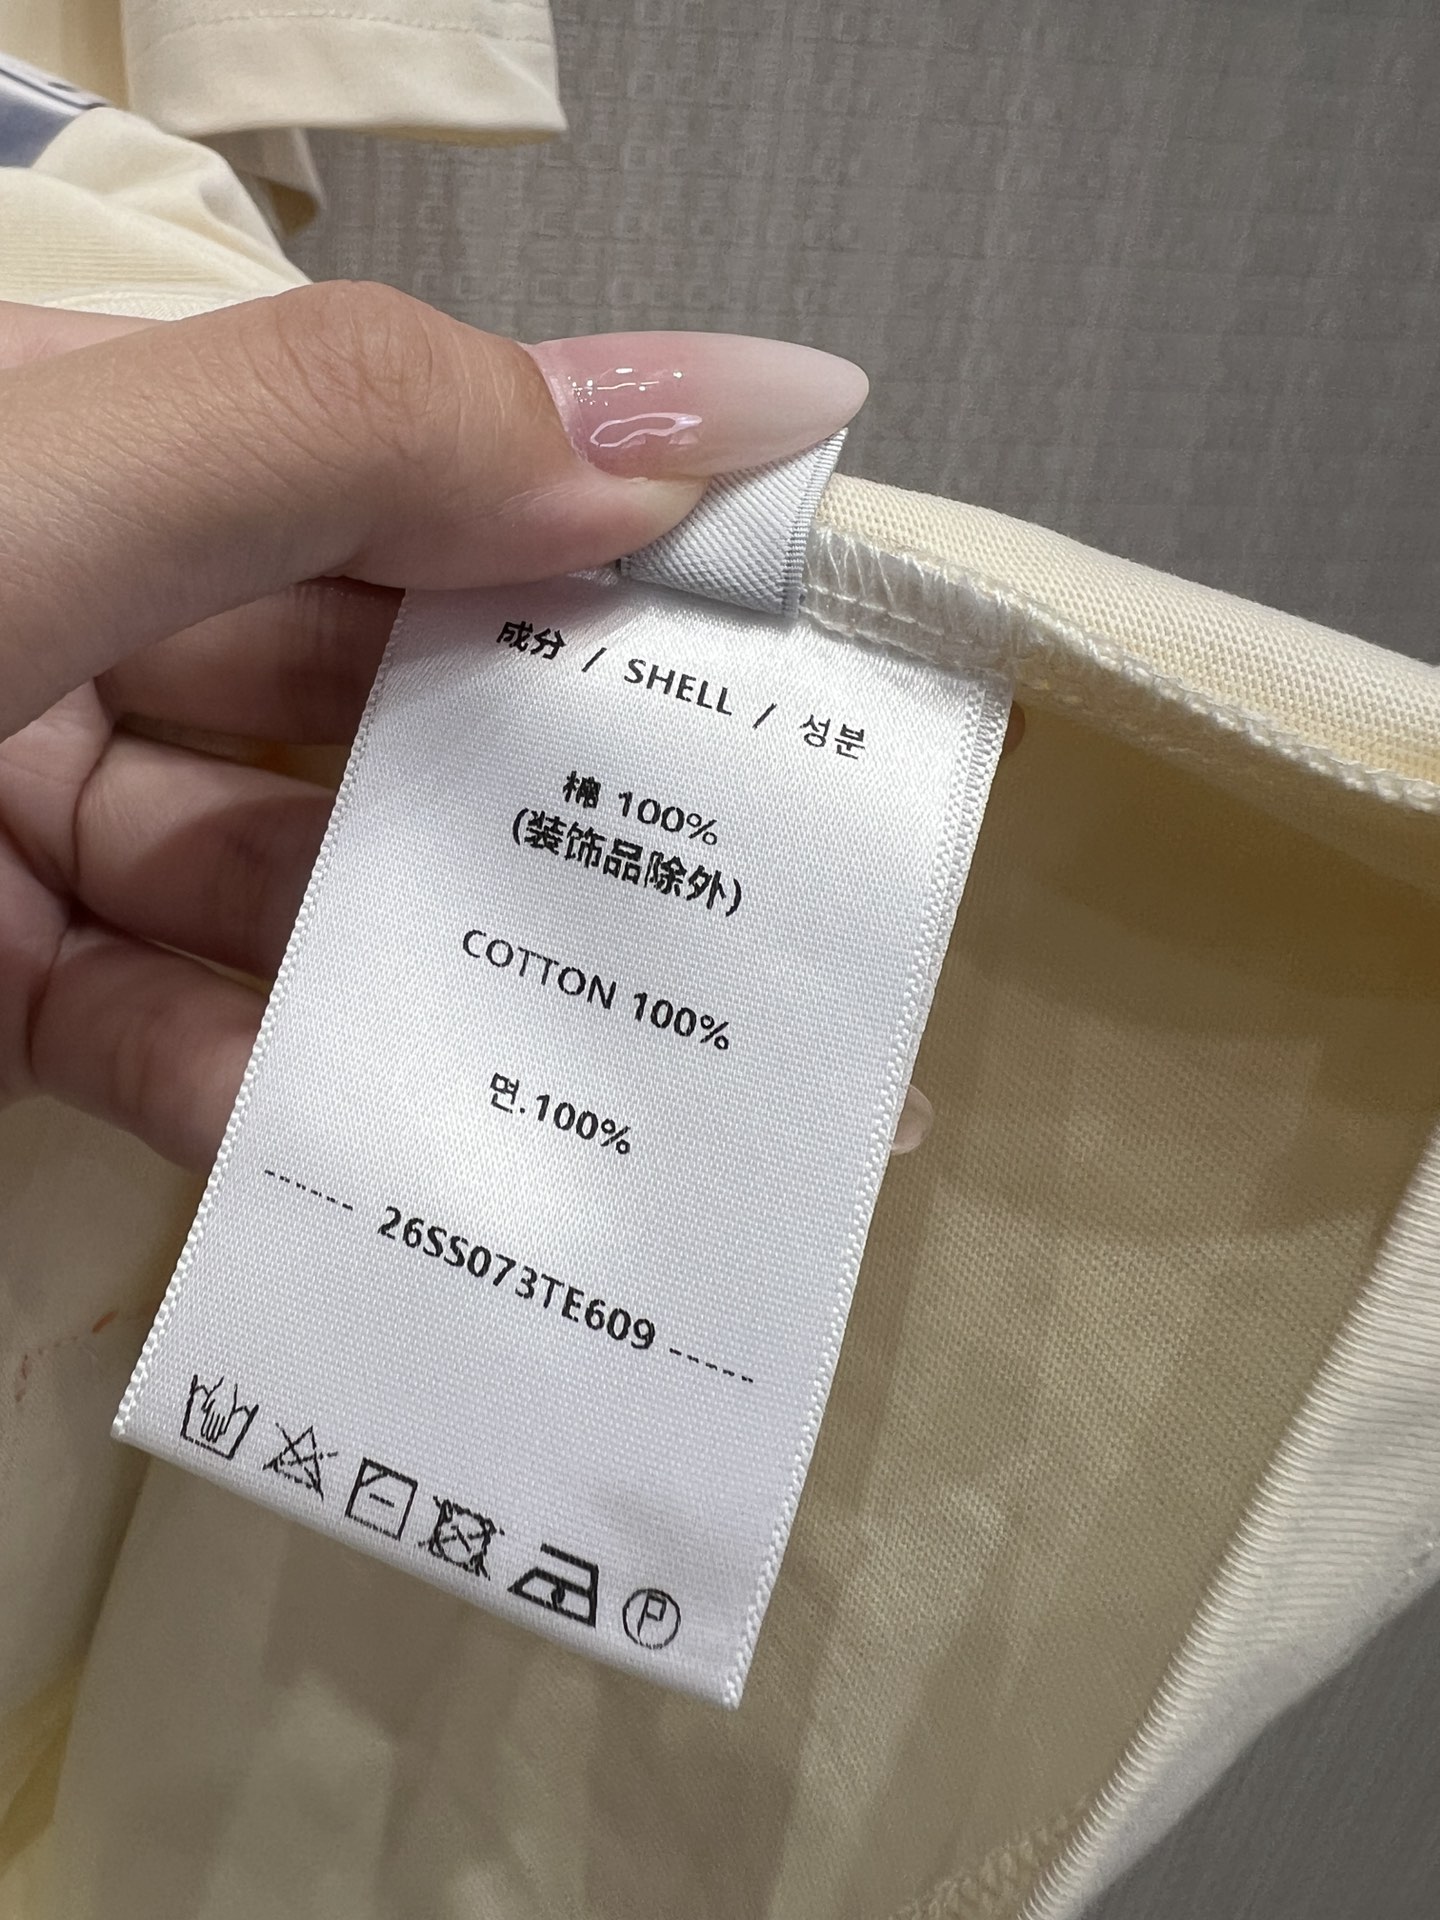 成分 / SHELL / 성분
棉 100%
(装饰品除外)
COTTON 100%
면.100%
------ 26SS073TE609 -----
P